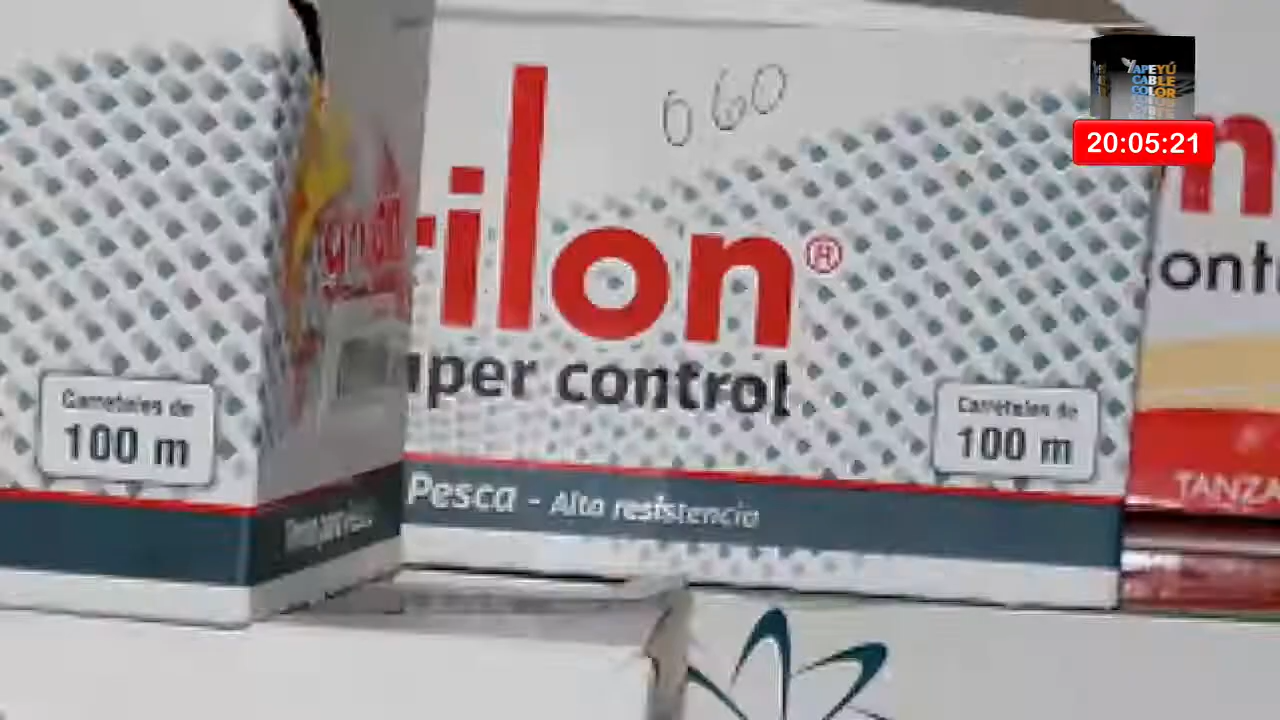 YAPEYÚ
CABLE
COLOR
20:05:21
060
rilon®
uper control
Carreteles de
100 m
Carreteles de
100 m
Pesca - Alta resistencia
n
ont
TANZA